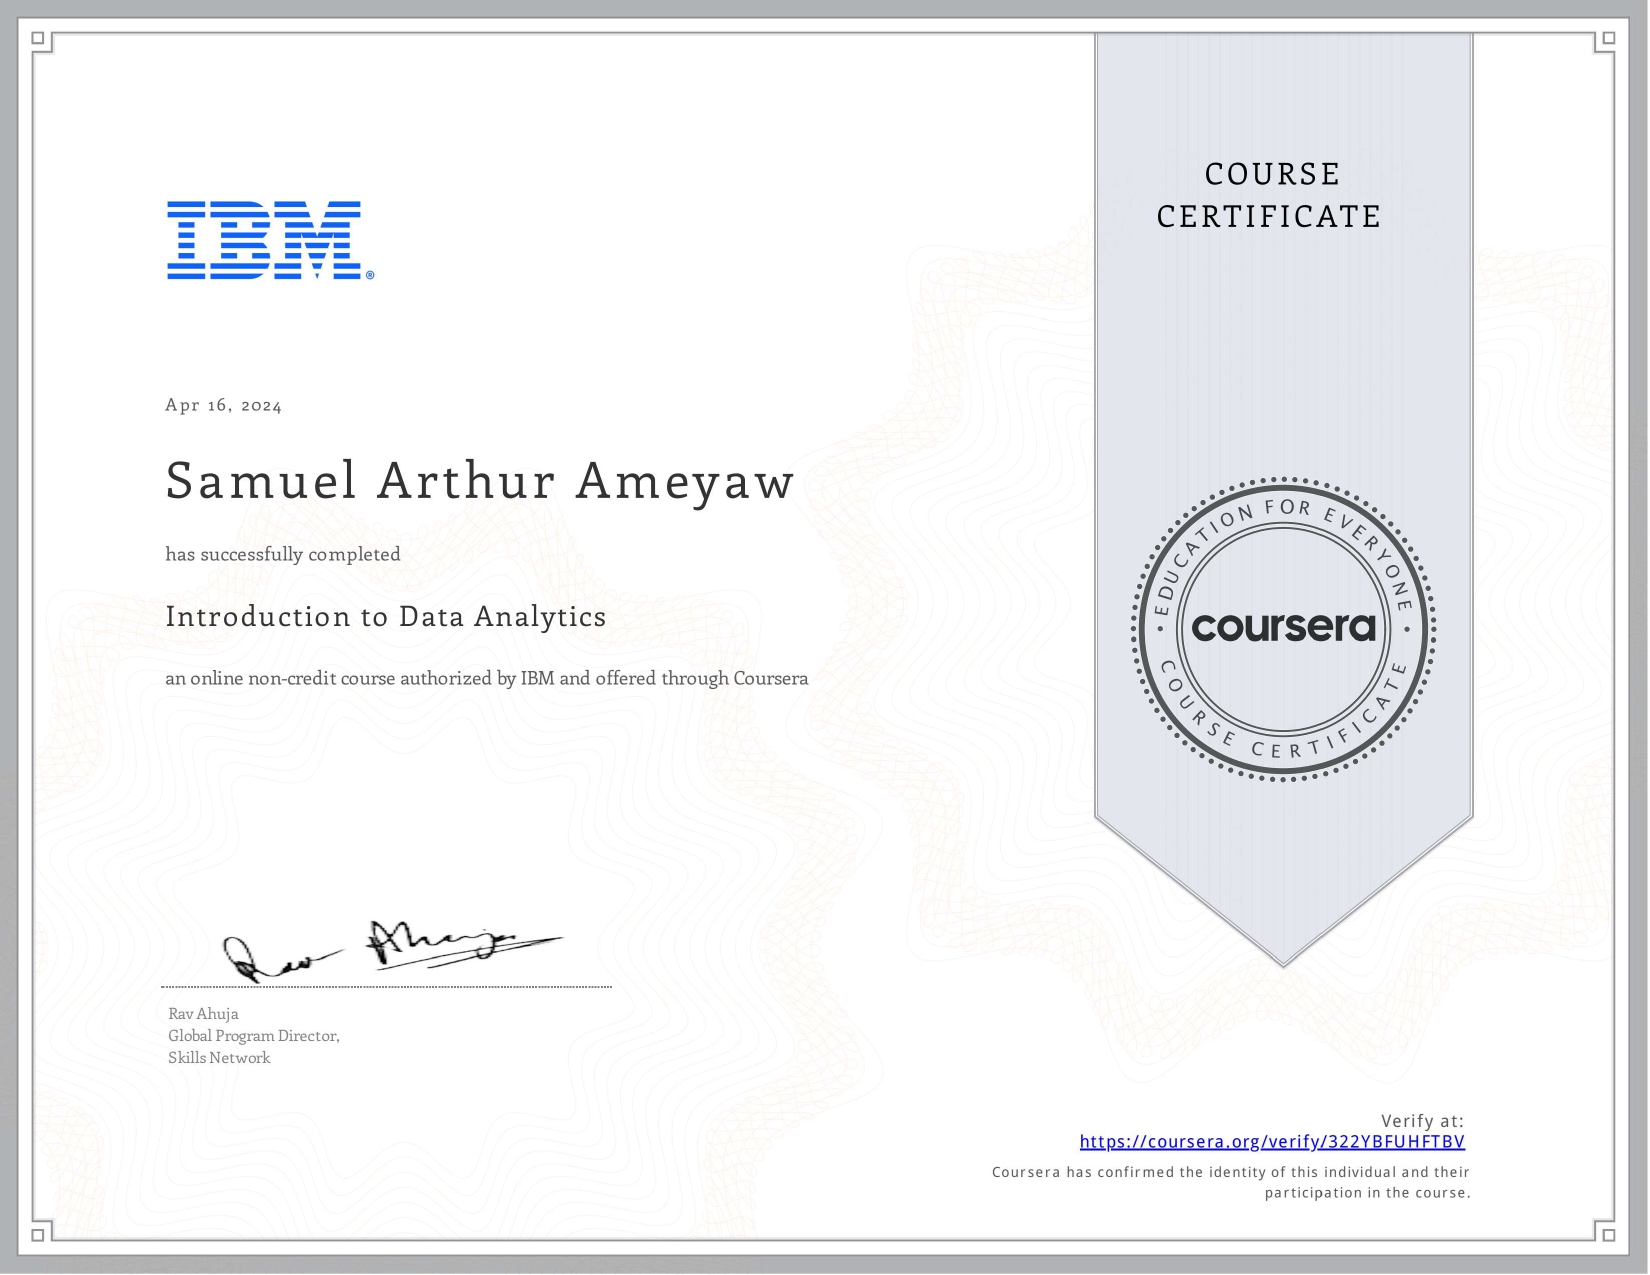 COURSE
CERTIFICATE
IBM®
Apr 16, 2024
Samuel Arthur Ameyaw
has successfully completed
Introduction to Data Analytics
an online non-credit course authorized by IBM and offered through Coursera
EDUCATION FOR EVERYONE
coursera
COURSE CERTIFICATE
Rav Ahuja
Rav Ahuja
Global Program Director,
Skills Network
Verify at:
https://coursera.org/verify/322YBFUHFTBV
Coursera has confirmed the identity of this individual and their
participation in the course.